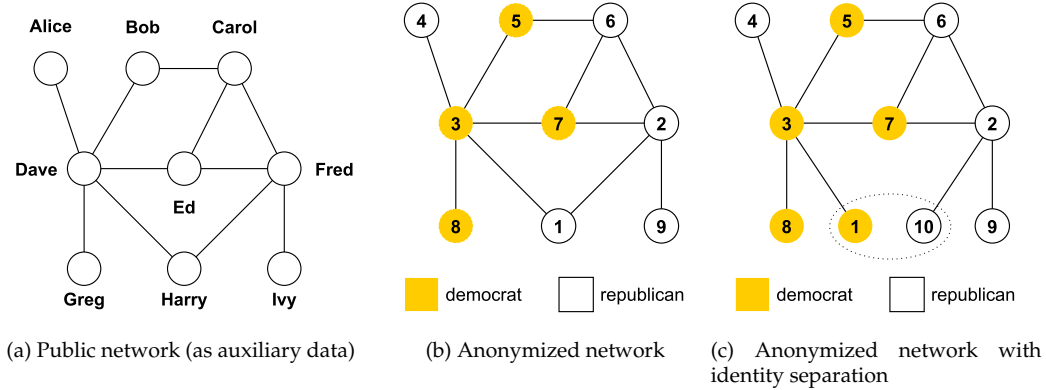 Alice
Bob
Carol
Dave
Ed
Fred
Greg
Harry
Ivy
(a) Public network (as auxiliary data)
4
5
6
3
7
2
8
1
9
democrat
republican
(b) Anonymized network
4
5
6
3
7
2
8
1
10
9
democrat
republican
(c) Anonymized network with
identity separation